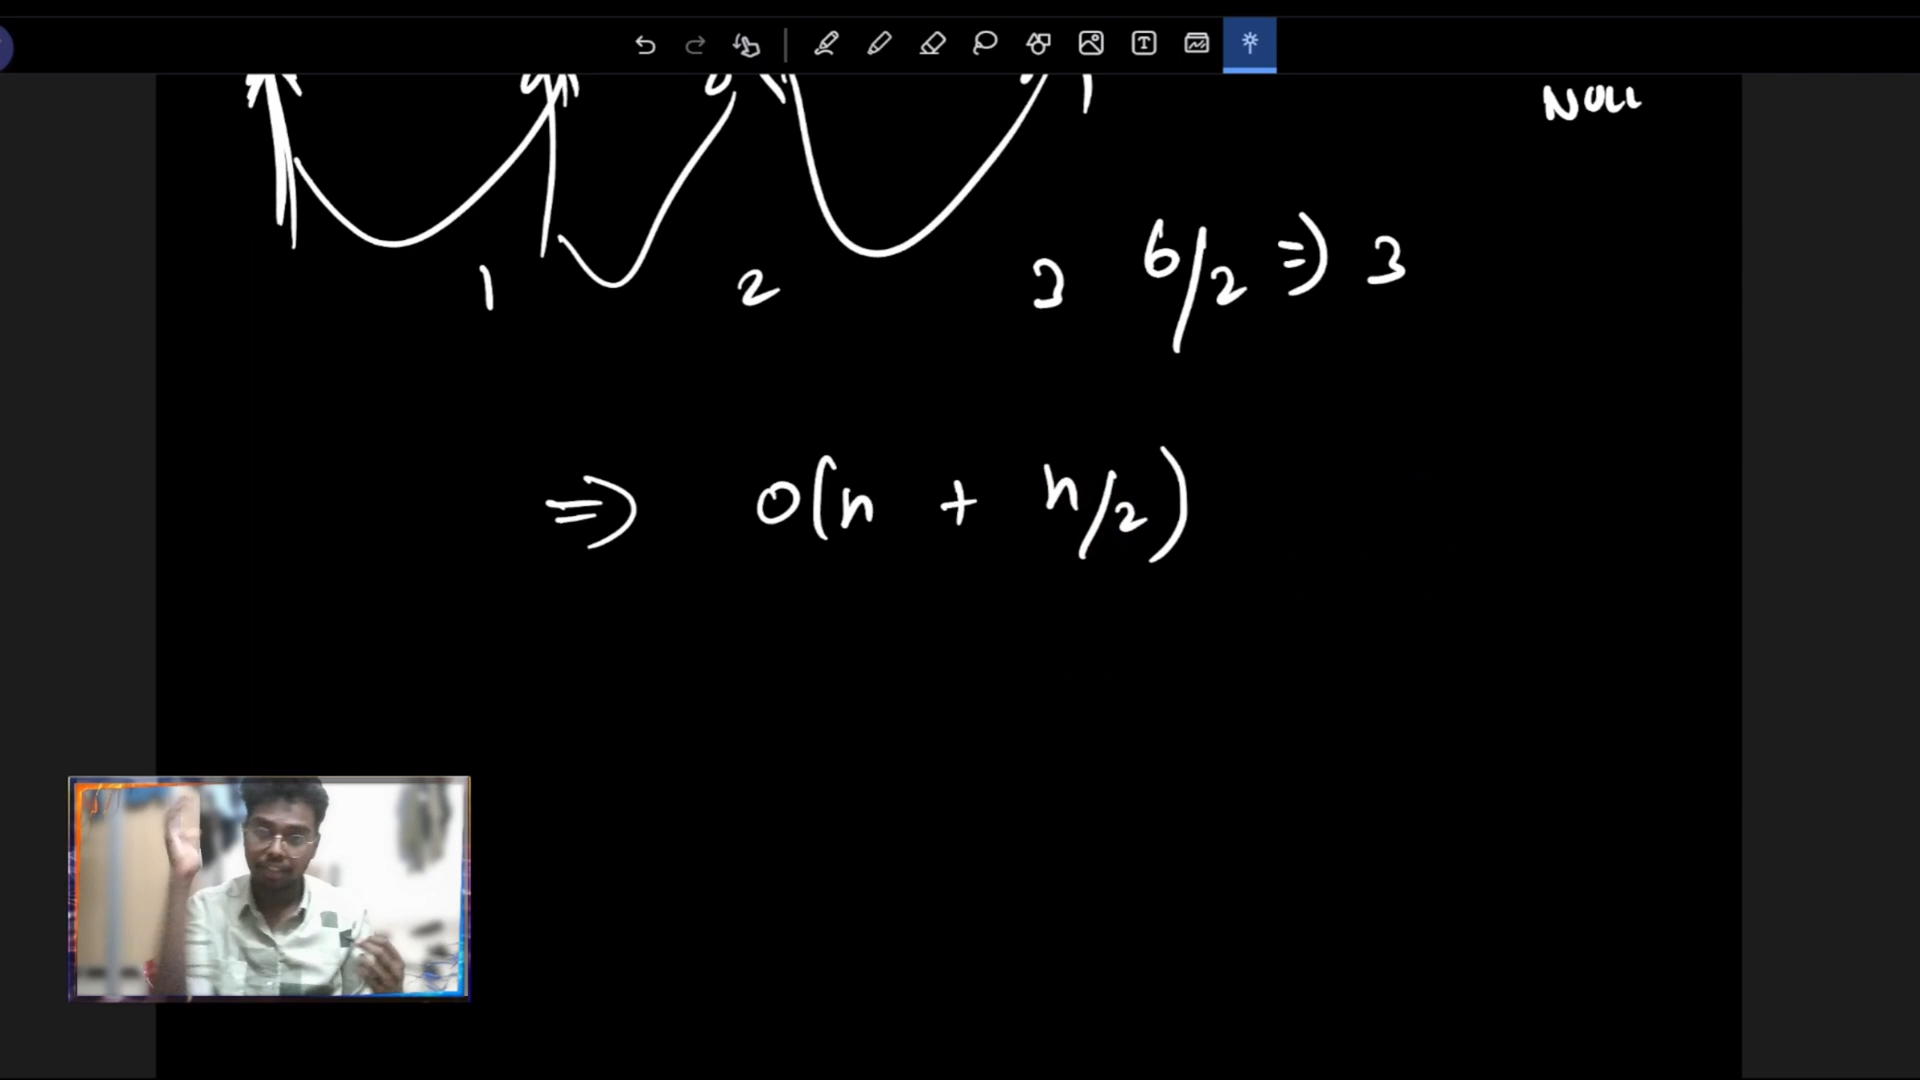 NULL
1 2 3 6/2 => 3
=> O(n + n/2)